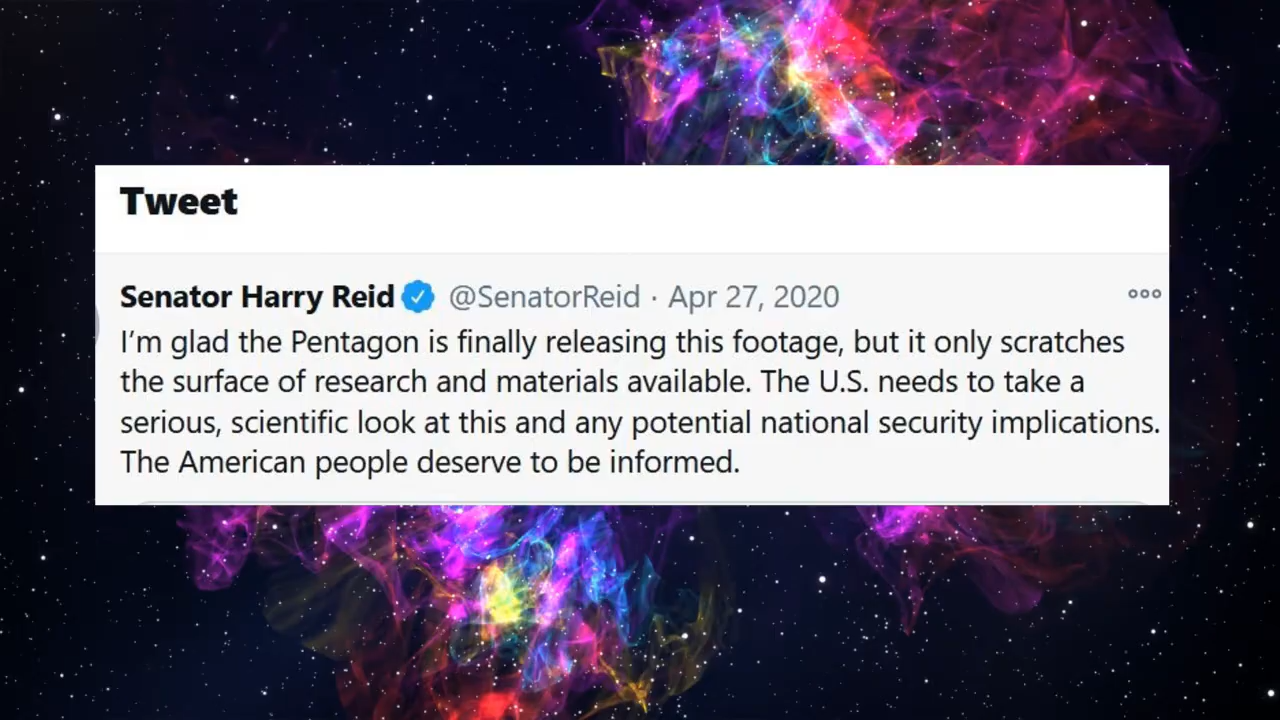 Tweet
Senator Harry Reid @SenatorReid · Apr 27, 2020
I’m glad the Pentagon is finally releasing this footage, but it only scratches
the surface of research and materials available. The U.S. needs to take a
serious, scientific look at this and any potential national security implications.
The American people deserve to be informed.